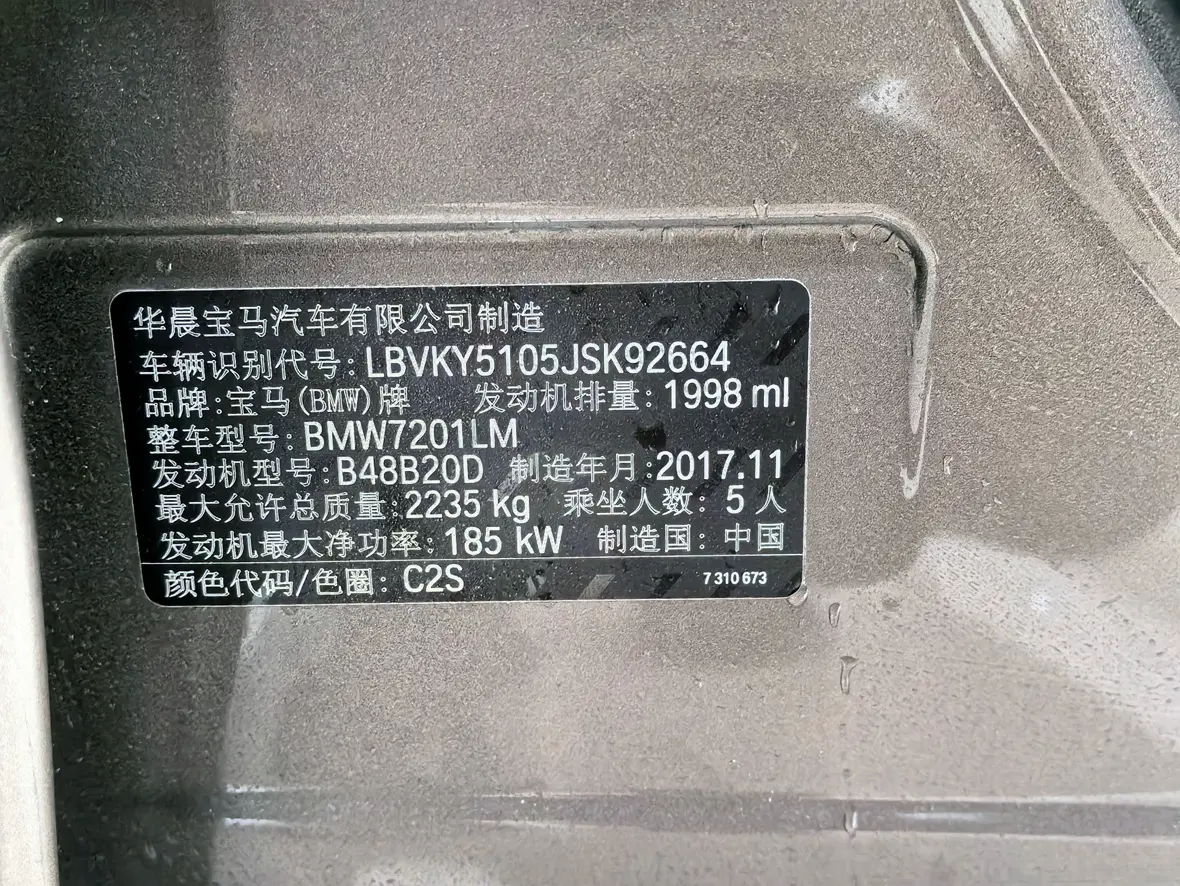 华晨宝马汽车有限公司制造
车辆识别代号: LBVKY5105JSK92664
品牌: 宝马(BMW)牌 发动机排量: 1998 ml
整车型号: BMW7201LM
发动机型号: B48B20D 制造年月: 2017.11
最大允许总质量: 2235 kg 乘坐人数: 5 人
发动机最大净功率: 185 kW 制造国: 中国
颜色代码/色圈: C2S 7 310 673